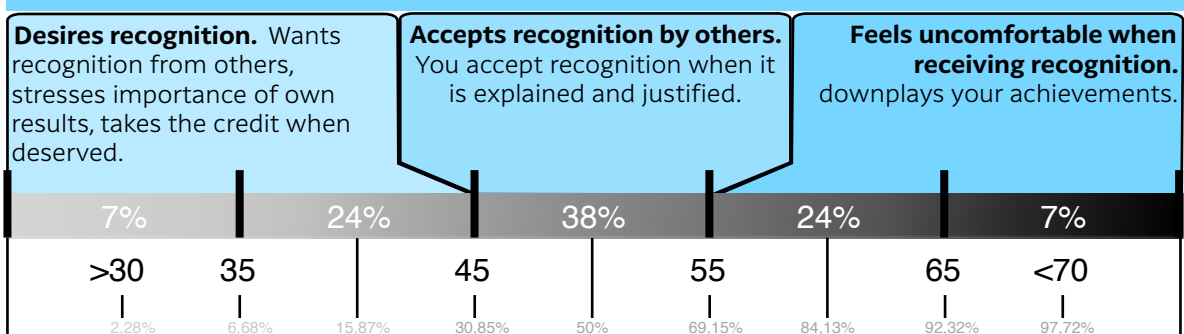 Desires recognition. Wants
recognition from others,
stresses importance of own
results, takes the credit when
deserved.
Accepts recognition by others.
You accept recognition when it
is explained and justified.
Feels uncomfortable when
receiving recognition.
downplays your achievements.
7% 24% 38% 24% 7%
>30 35 45 55 65 <70
2,28% 6,68% 15,87% 30,85% 50% 69,15% 84,13% 92,32% 97,72%